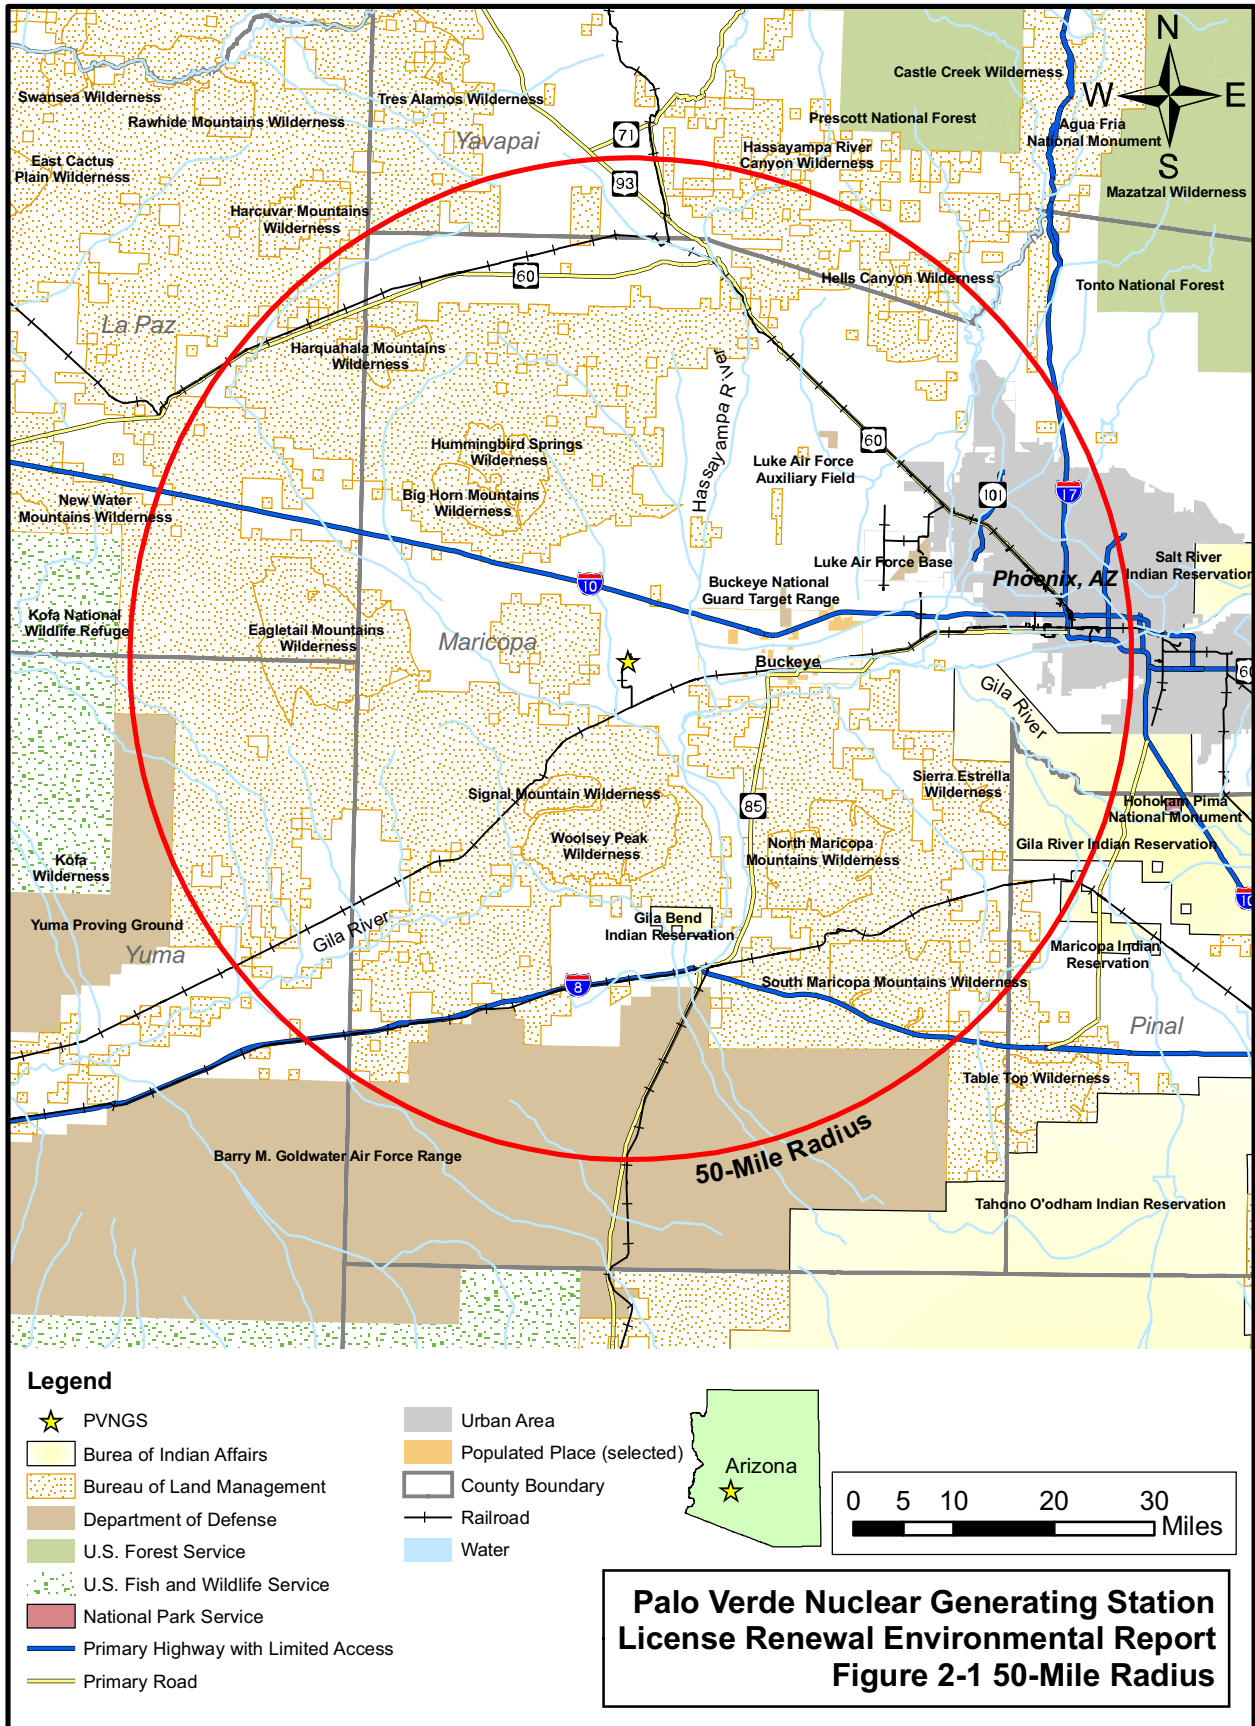 N
W E
S
Castle Creek Wilderness
Swansea Wilderness
Tres Alamos Wilderness
Rawhide Mountains Wilderness
Prescott National Forest
Agua Fria
National Monument
71
Yavapai
Hassayampa River
Canyon Wilderness
East Cactus
Plain Wilderness
93
Mazatzal Wilderness
Harcuvar Mountains
Wilderness
60
Hells Canyon Wilderness
Tonto National Forest
La Paz
Harquahala Mountains
Wilderness
Hassayampa River
Hummingbird Springs
Wilderness
60
Luke Air Force
Auxiliary Field
Big Horn Mountains
Wilderness
101
17
New Water
Mountains Wilderness
Luke Air Force Base
Salt River
Indian Reservation
Phoenix, AZ
10
Buckeye National
Guard Target Range
Kofa National
Wildlife Refuge
Eagletail Mountains
Wilderness
Maricopa
Buckeye
60
Gila River
Signal Mountain Wilderness
Sierra Estrella
Wilderness
85
Hohokam Pima
National Monument
Woolsey Peak
Wilderness
North Maricopa
Mountains Wilderness
Gila River Indian Reservation
Kofa
Wilderness
10
Yuma Proving Ground
Gila River
Gila Bend
Indian Reservation
Yuma
Maricopa Indian
Reservation
8
South Maricopa Mountains Wilderness
Pinal
Table Top Wilderness
50-Mile Radius
Barry M. Goldwater Air Force Range
Tahono O'odham Indian Reservation
Legend
PVNGS
Burea of Indian Affairs
Bureau of Land Management
Department of Defense
U.S. Forest Service
U.S. Fish and Wildlife Service
National Park Service
Primary Highway with Limited Access
Primary Road
Urban Area
Populated Place (selected)
County Boundary
Railroad
Water
Arizona
0 5 10 20 30
Miles
Palo Verde Nuclear Generating Station
License Renewal Environmental Report
Figure 2-1 50-Mile Radius